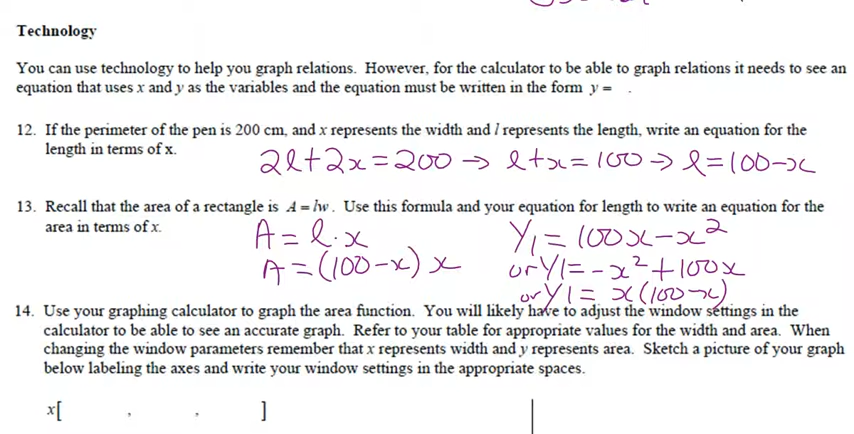 Technology
You can use technology to help you graph relations. However, for the calculator to be able to graph relations it needs to see an
equation that uses x and y as the variables and the equation must be written in the form y = .
12. If the perimeter of the pen is 200 cm, and x represents the width and l represents the length, write an equation for the
length in terms of x.
2l+2x=200 → l+x=100 → l=100-x
13. Recall that the area of a rectangle is A = lw. Use this formula and your equation for length to write an equation for the
area in terms of x.
A = l·x
A = (100-x) x
Y1 = 100x - x²
or Y1 = -x² + 100x
or Y1 = x(100-x)
14. Use your graphing calculator to graph the area function. You will likely have to adjust the window settings in the
calculator to be able to see an accurate graph. Refer to your table for appropriate values for the width and area. When
changing the window parameters remember that x represents width and y represents area. Sketch a picture of your graph
below labeling the axes and write your window settings in the appropriate spaces.
x[ , , ]